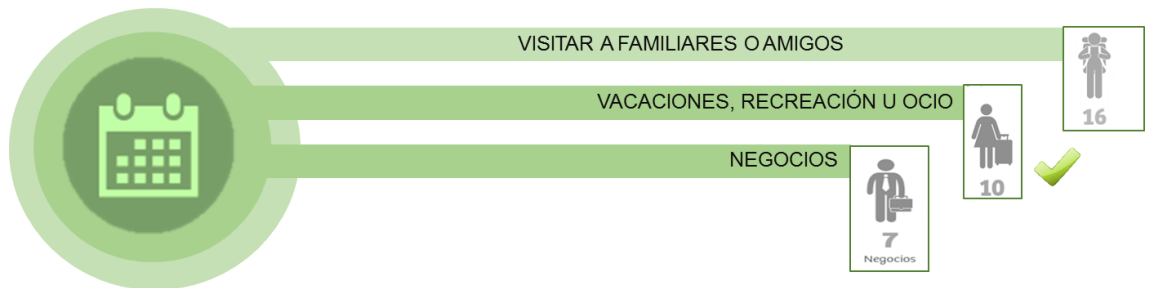 VISITAR A FAMILIARES O AMIGOS
16
VACACIONES, RECREACIÓN U OCIO
10
NEGOCIOS
7
Negocios